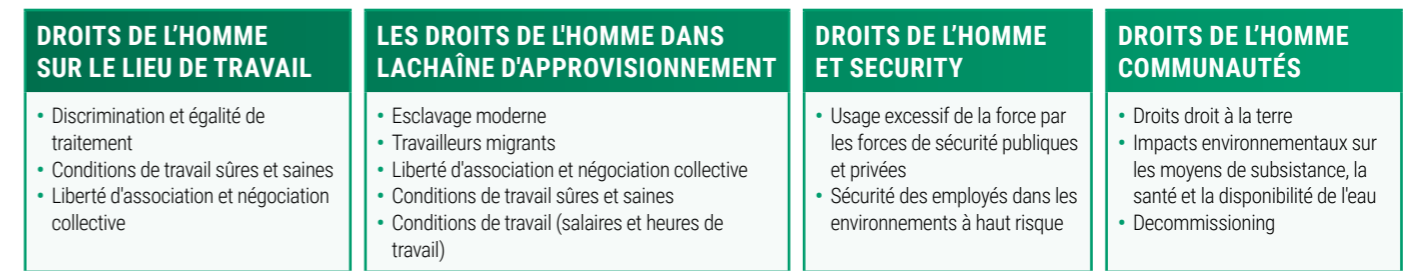 DROITS DE L'HOMME
SUR LE LIEU DE TRAVAIL
• Discrimination et égalité de
traitement
• Conditions de travail sûres et saines
• Liberté d'association et négociation
collective
LES DROITS DE L'HOMME DANS
LACHAÎNE D'APPROVISIONNEMENT
• Esclavage moderne
• Travailleurs migrants
• Liberté d'association et négociation collective
• Conditions de travail sûres et saines
• Conditions de travail (salaires et heures de
travail)
DROITS DE L'HOMME
ET SECURITY
• Usage excessif de la force par
les forces de sécurité publiques
et privées
• Sécurité des employés dans les
environnements à haut risque
DROITS DE L'HOMME
COMMUNAUTÉS
• Droits droit à la terre
• Impacts environnementaux sur
les moyens de subsistance, la
santé et la disponibilité de l'eau
• Decommissioning